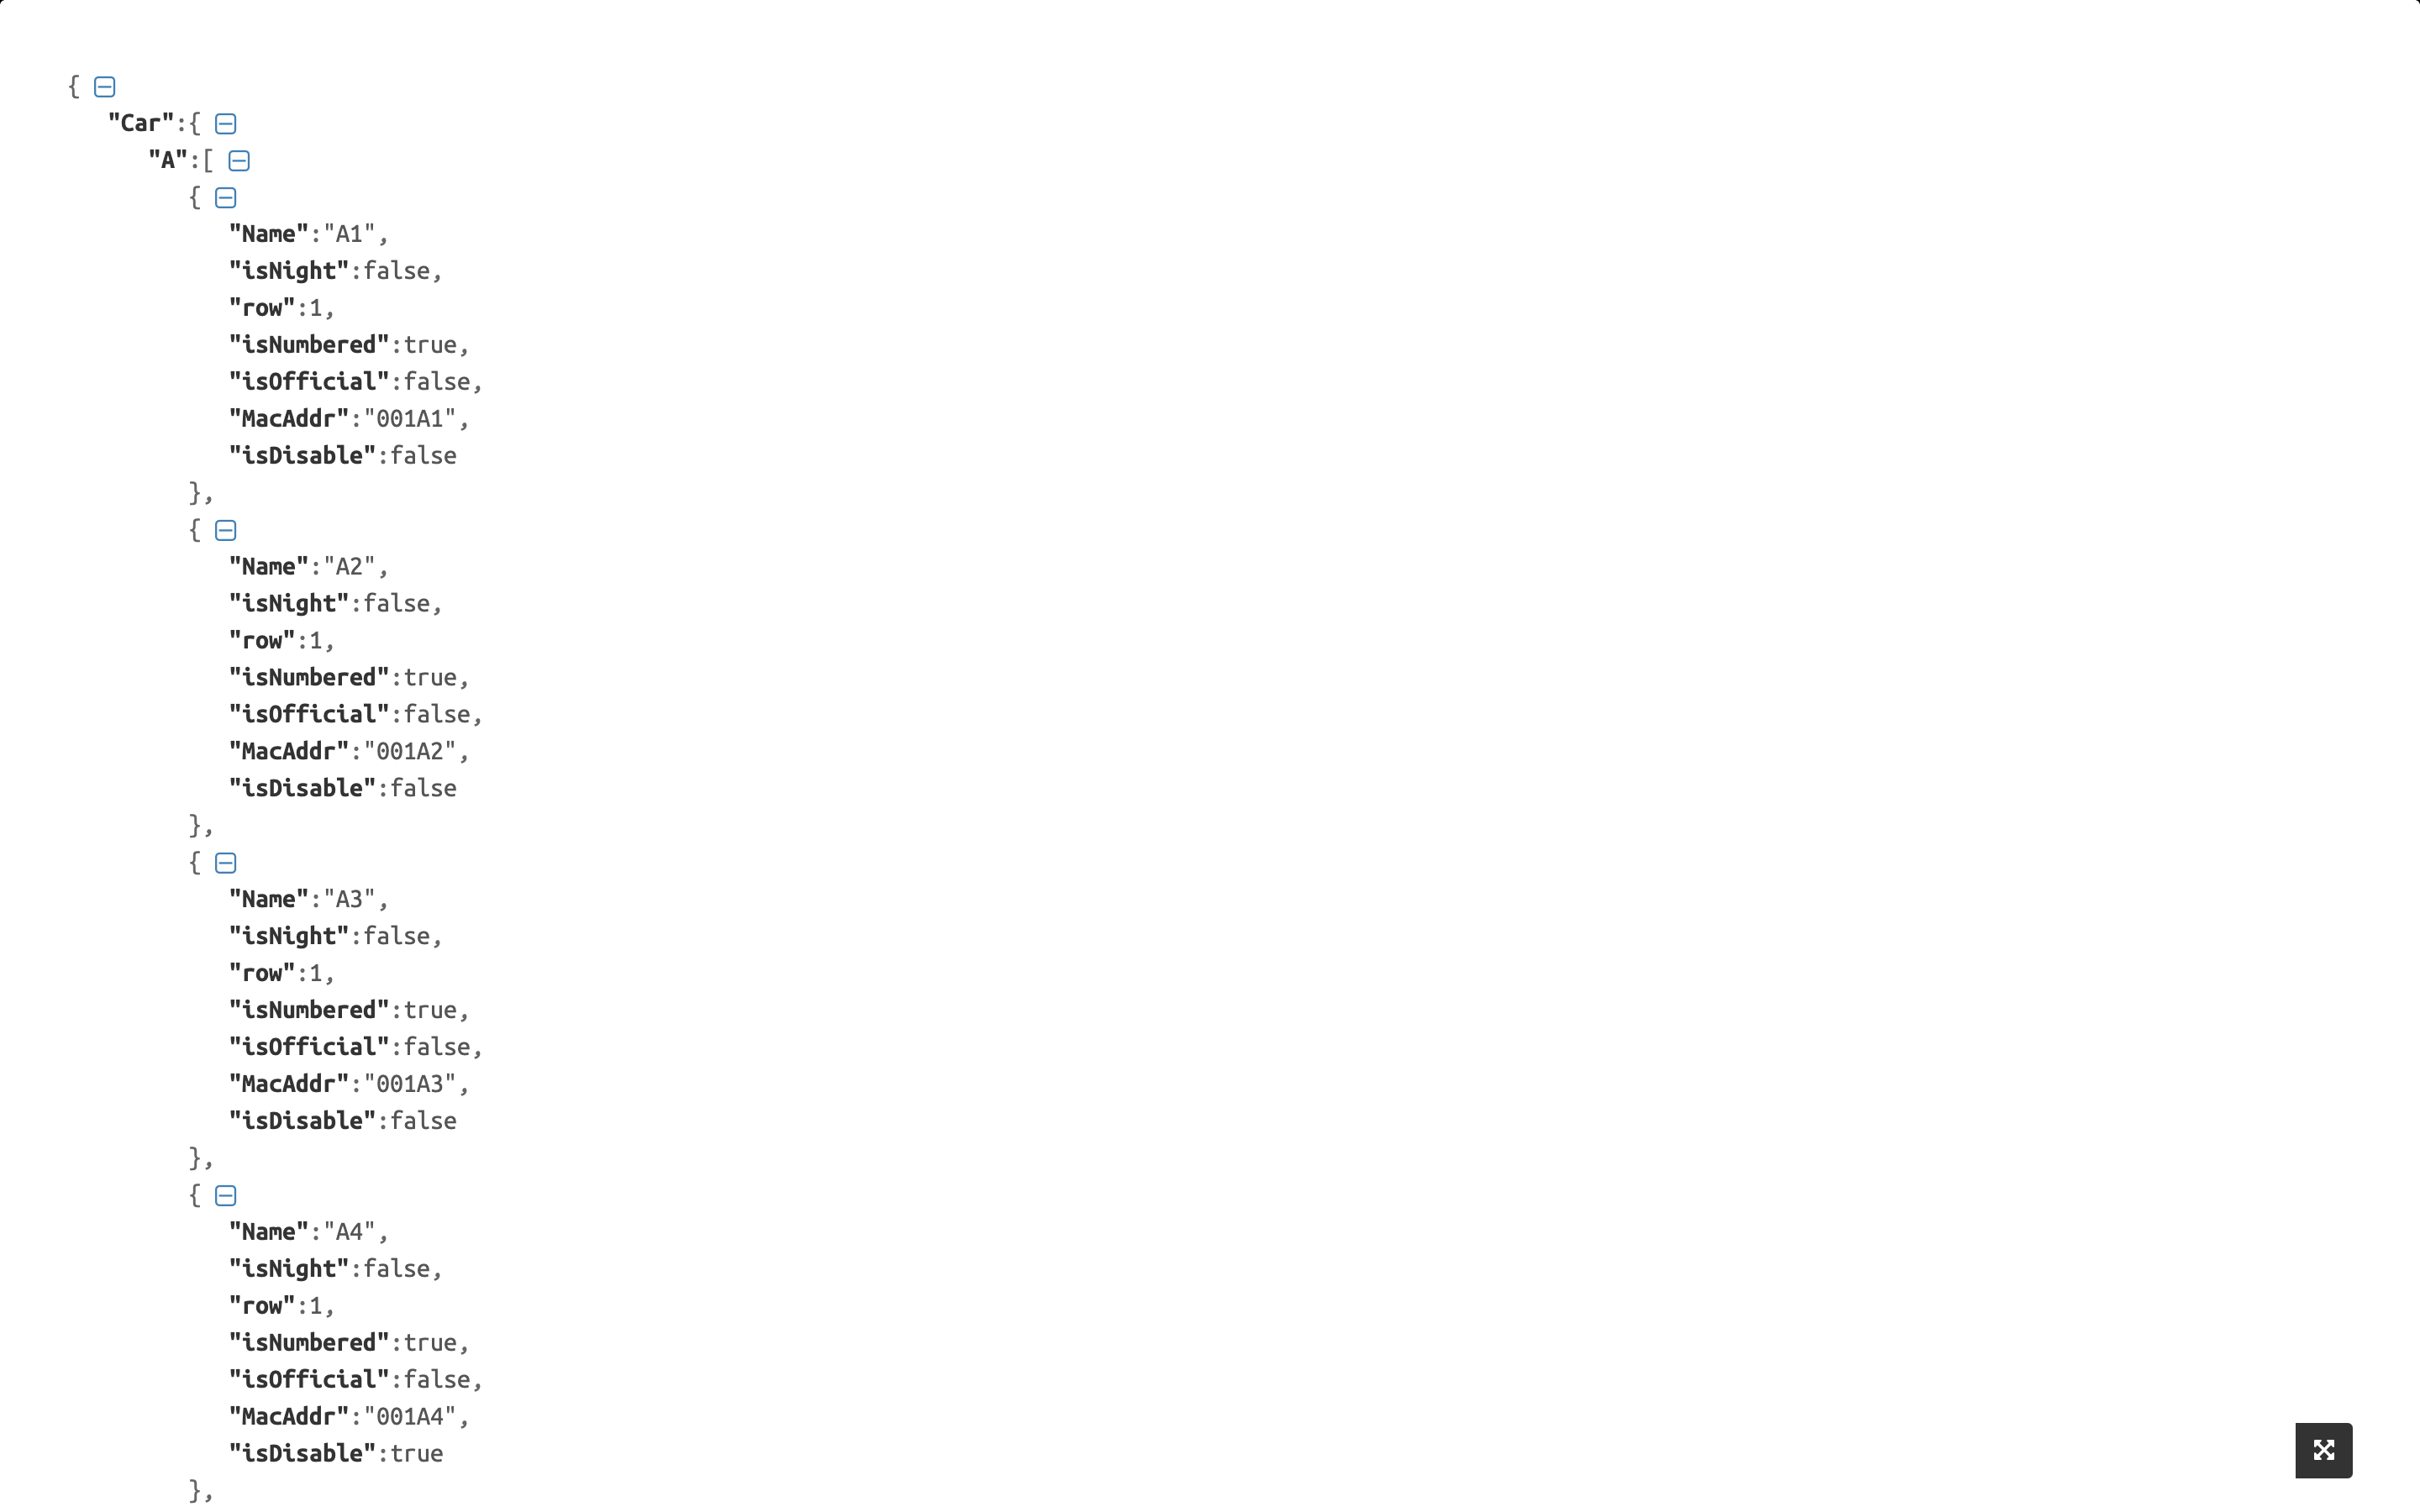 {
"Car":{
"A":[
{
"Name":"A1",
"isNight":false,
"row":1,
"isNumbered":true,
"isOfficial":false,
"MacAddr":"001A1",
"isDisable":false
},
{
"Name":"A2",
"isNight":false,
"row":1,
"isNumbered":true,
"isOfficial":false,
"MacAddr":"001A2",
"isDisable":false
},
{
"Name":"A3",
"isNight":false,
"row":1,
"isNumbered":true,
"isOfficial":false,
"MacAddr":"001A3",
"isDisable":false
},
{
"Name":"A4",
"isNight":false,
"row":1,
"isNumbered":true,
"isOfficial":false,
"MacAddr":"001A4",
"isDisable":true
},